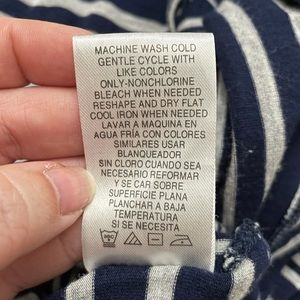 MACHINE WASH COLD
GENTLE CYCLE WITH
LIKE COLORS
ONLY-NONCHLORINE
BLEACH WHEN NEEDED
RESHAPE AND DRY FLAT
COOL IRON WHEN NEEDED
LAVAR A MAQUINA EN
AGUA FRÍA CON COLORES
SIMILARES USAR
BLANQUEADOR
SIN CLORO CUANDO SEA
NECESARIO REFORMAR
Y SE CAR SOBRE
SUPERFICIE PLANA
PLANCHAR A BAJA
TEMPERATURA
SI SE NECESITA